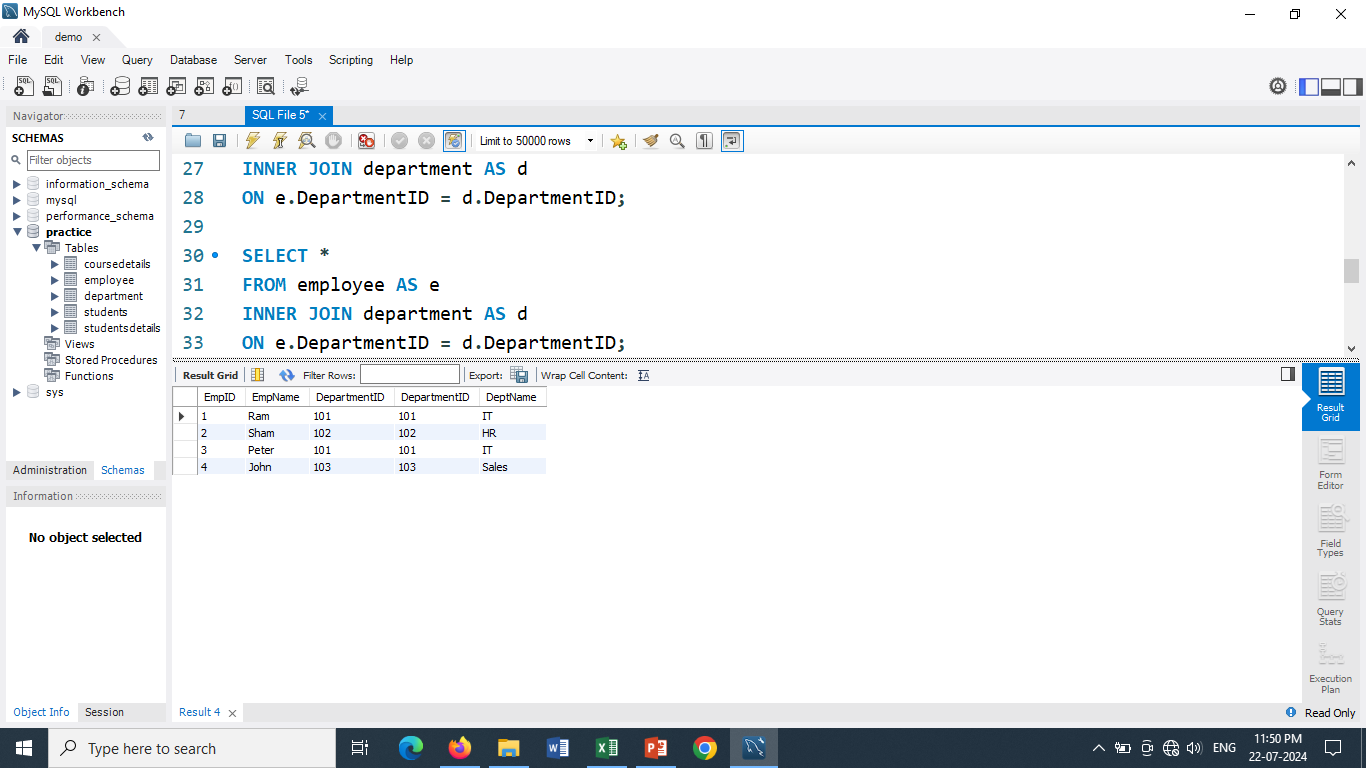 MySQL Workbench
demo
File Edit View Query Database Server Tools Scripting Help
Navigator
SCHEMAS
Filter objects
information_schema
mysql
performance_schema
practice
Tables
coursedetails
employee
department
students
studentsdetails
Views
Stored Procedures
Functions
sys
Administration Schemas
Information
No object selected
Object Info Session
7 SQL File 5*
Limit to 50000 rows
27 INNER JOIN department AS d
28 ON e.DepartmentID = d.DepartmentID;
29
30 SELECT *
31 FROM employee AS e
32 INNER JOIN department AS d
33 ON e.DepartmentID = d.DepartmentID;
Result Grid Filter Rows: Export: Wrap Cell Content:
EmpID EmpName DepartmentID DepartmentID DeptName
1 Ram 101 101 IT
2 Sham 102 102 HR
3 Peter 101 101 IT
4 John 103 103 Sales
Result
Grid
Form
Editor
Field
Types
Query
Stats
Execution
Plan
Result 4
Read Only
Type here to search
ENG
11:50 PM
22-07-2024